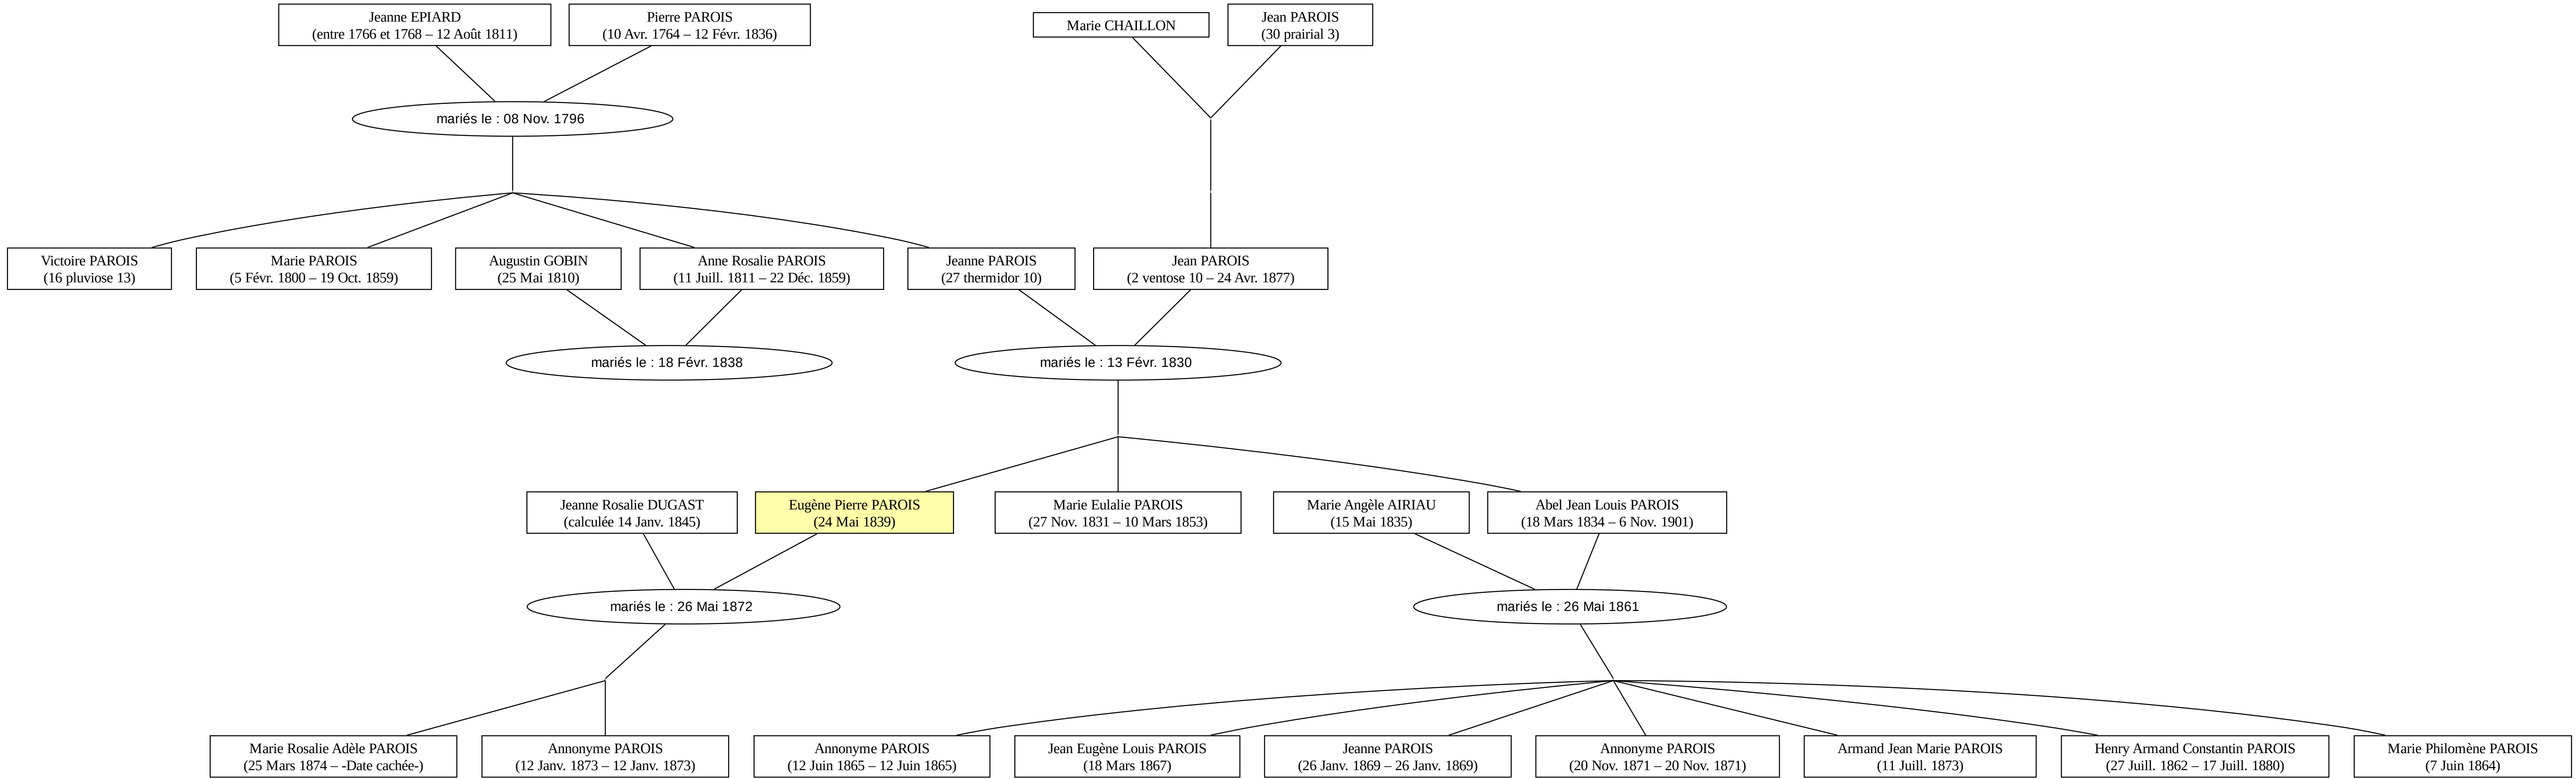 Jeanne EPIARD
(entre 1766 et 1768 – 12 Août 1811)
Pierre PAROIS
(10 Avr. 1764 – 12 Févr. 1836)
Marie CHAILLON
Jean PAROIS
(30 prairial 3)
mariés le : 08 Nov. 1796
Victoire PAROIS
(16 pluviose 13)
Marie PAROIS
(5 Févr. 1800 – 19 Oct. 1859)
Augustin GOBIN
(25 Mai 1810)
Anne Rosalie PAROIS
(11 Juill. 1811 – 22 Déc. 1859)
Jeanne PAROIS
(27 thermidor 10)
Jean PAROIS
(2 ventose 10 – 24 Avr. 1877)
mariés le : 18 Févr. 1838
mariés le : 13 Févr. 1830
Jeanne Rosalie DUGAST
(calculée 14 Janv. 1845)
Eugène Pierre PAROIS
(24 Mai 1839)
Marie Eulalie PAROIS
(27 Nov. 1831 – 10 Mars 1853)
Marie Angèle AIRIAU
(15 Mai 1835)
Abel Jean Louis PAROIS
(18 Mars 1834 – 6 Nov. 1901)
mariés le : 26 Mai 1872
mariés le : 26 Mai 1861
Marie Rosalie Adèle PAROIS
(25 Mars 1874 – -Date cachée-)
Annonyme PAROIS
(12 Janv. 1873 – 12 Janv. 1873)
Annonyme PAROIS
(12 Juin 1865 – 12 Juin 1865)
Jean Eugène Louis PAROIS
(18 Mars 1867)
Jeanne PAROIS
(26 Janv. 1869 – 26 Janv. 1869)
Annonyme PAROIS
(20 Nov. 1871 – 20 Nov. 1871)
Armand Jean Marie PAROIS
(11 Juill. 1873)
Henry Armand Constantin PAROIS
(27 Juill. 1862 – 17 Juill. 1880)
Marie Philomène PAROIS
(7 Juin 1864)